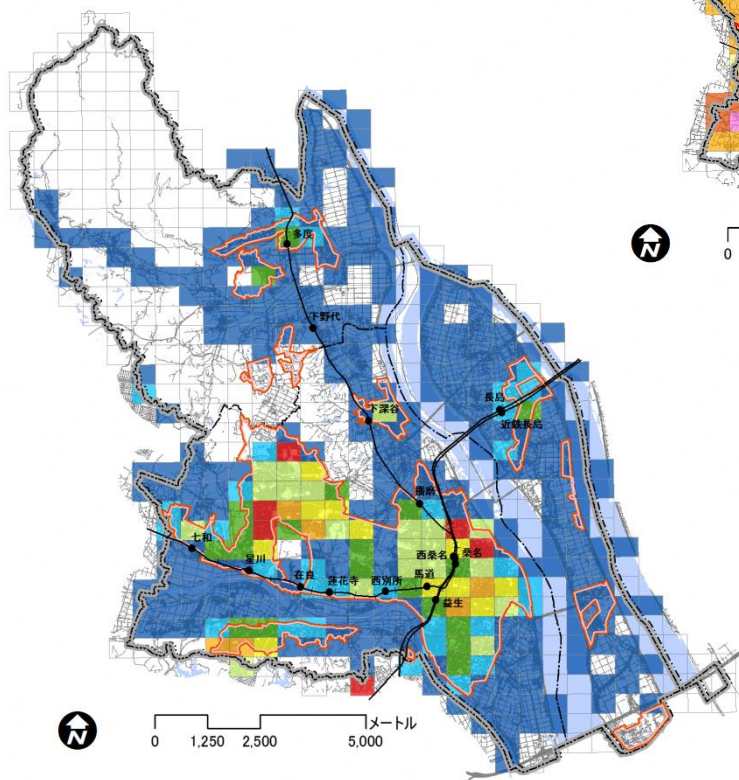 多度
下野代
下深谷
長島
近鉄長島
播磨
七和
西桑名 桑名
星川
在良
蓮花寺
西別所
馬道
益生
N
0
N
メートル
0 1,250 2,500 5,000